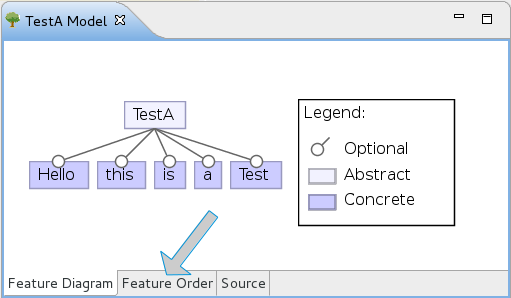 TestA Model
TestA
Hello this is a Test
Legend:
Optional
Abstract
Concrete
Feature Diagram Feature Order Source